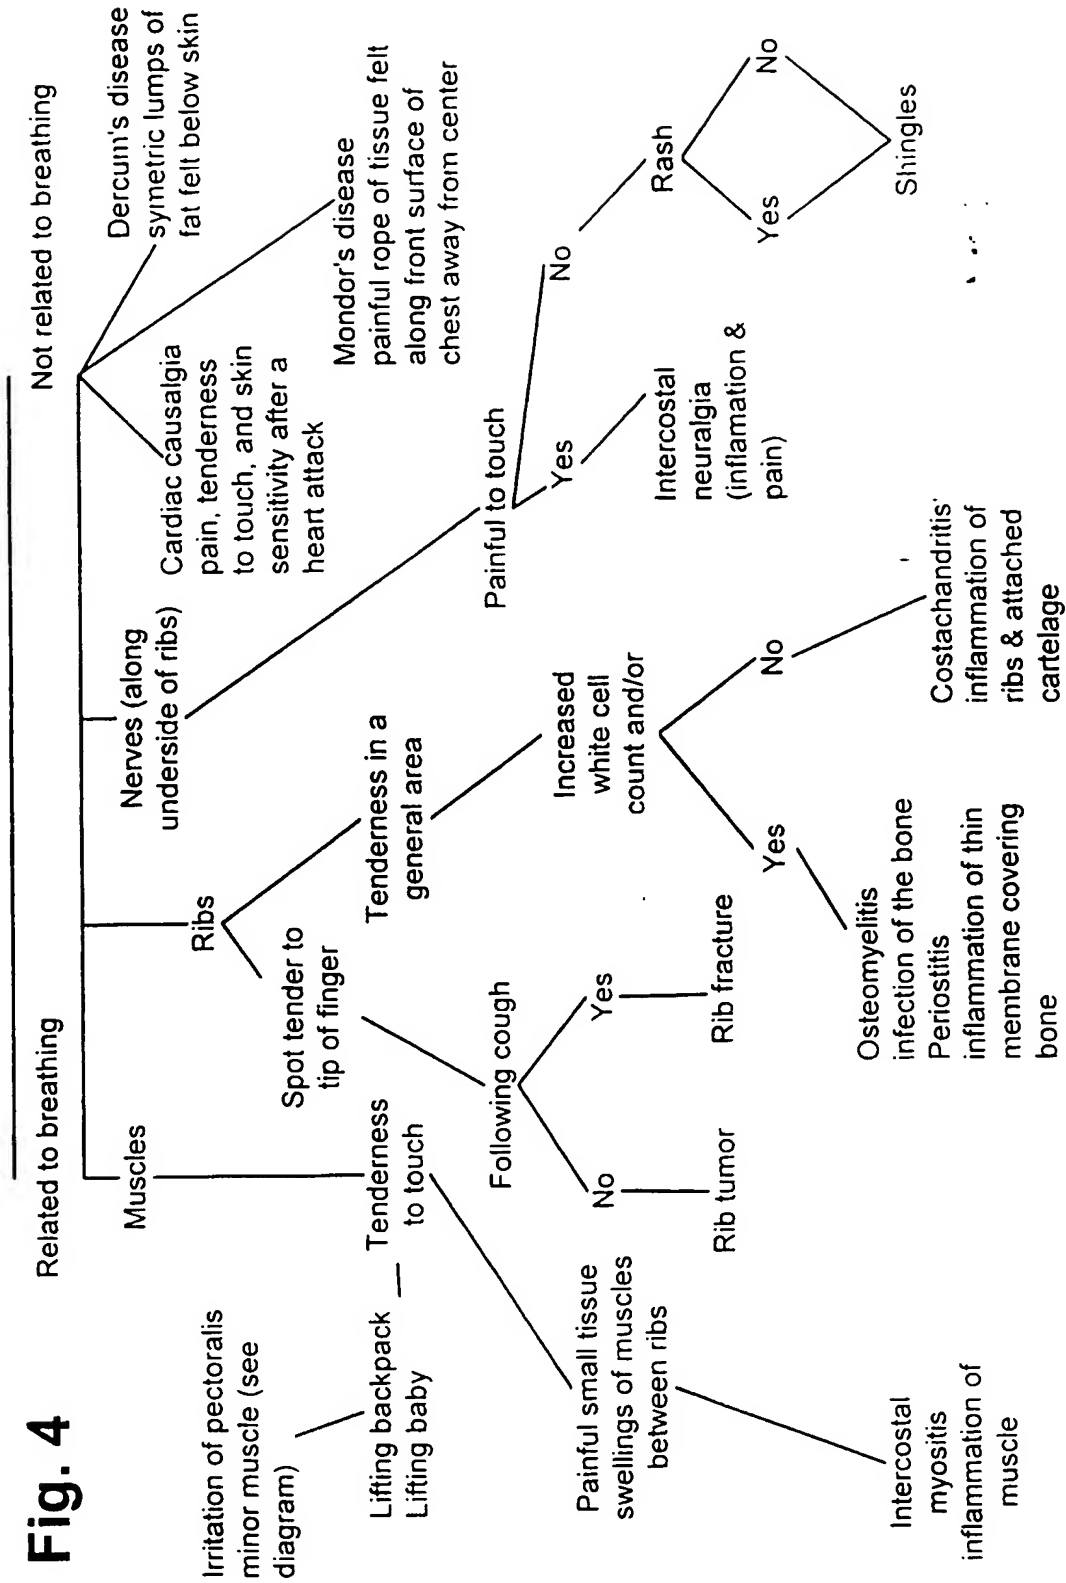 Fig. 4
Related to breathing
Not related to breathing
Muscles
Ribs
Nerves (along
underside of ribs)
Cardiac causalgia
pain, tenderness
to touch, and skin
sensitivity after a
heart attack
Dercum's disease
symetric lumps of
fat felt below skin
Mondor's disease
painful rope of tissue felt
along front surface of
chest away from center
Irritation of pectoralis
minor muscle (see
diagram)
Lifting backpack
Lifting baby
Tenderness
to touch
Spot tender to
tip of finger
Tenderness in a
general area
Painful to touch
Painful small tissue
swellings of muscles
between ribs
Following cough
No
Yes
Rib tumor
Rib fracture
Increased
white cell
count and/or
Yes
No
Yes
No
Intercostal
neuralgia
(inflamation &
pain)
Rash
Yes
No
Shingles
Intercostal
myositis
inflammation of
muscle
Osteomyelitis
infection of the bone
Periostitis
inflammation of thin
menbrane covering
bone
Costachandritis
inflammation of
ribs & attached
cartelage